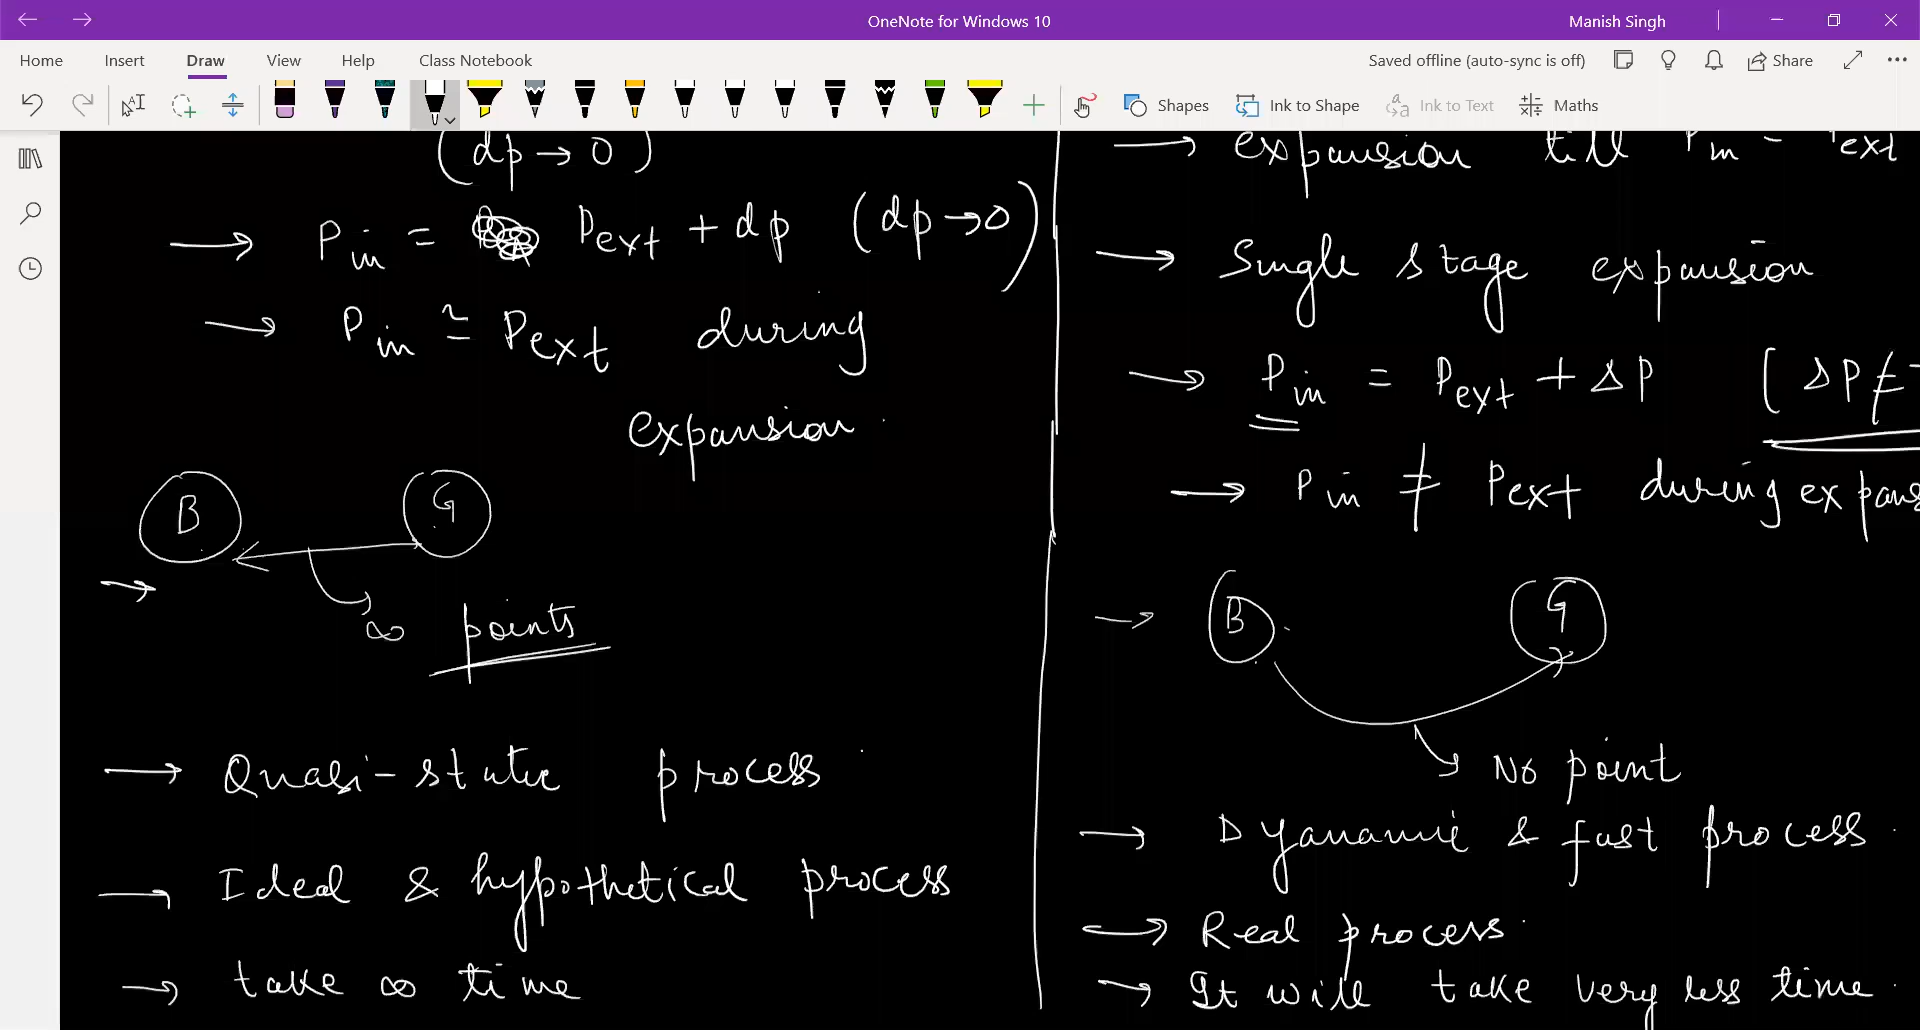 OneNote for Windows 10
Manish Singh
Home Insert Draw View Help Class Notebook
Saved offline (auto-sync is off) Share
Shapes Ink to Shape Ink to Text Maths
(dp → 0)
→ Pin = Pext + dp (dp → 0)
→ Pin ≃ Pext during
expansion
B G
→
∞ points
→ Quasi-static process
→ Ideal & hypothetical process
→ take ∞ time
→ expansion till Pin = Pext
→ Single stage expansion
→ Pin = Pext + ΔP (ΔP≠
→ Pin ≠ Pext during expans
→ B G
No point
→ Dyanamic & fast process.
→ Real process.
→ It will take very less time.